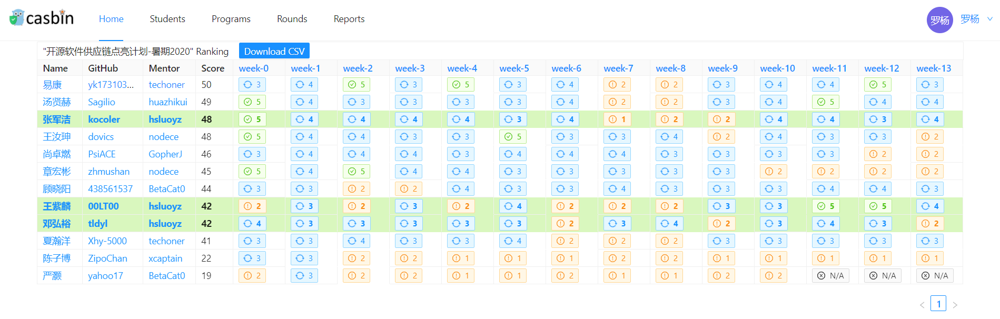 casbin Home Students Programs Rounds Reports 罗杨 罗杨
"开源软件供应链点亮计划-暑期2020" Ranking Download CSV
Name GitHub Mentor Score week-0 week-1 week-2 week-3 week-4 week-5 week-6 week-7 week-8 week-9 week-10 week-11 week-12 week-13
易康 yk173103... techoner 50 3 4 5 3 5 3 4 2 2 3 4 4 5 3
汤贤赫 Sagilio huazhikui 49 5 4 3 3 3 3 4 2 2 3 4 5 4 4
张军洁 kocoler hsluoyz 48 5 4 4 4 4 3 4 1 2 2 4 4 3 4
王汝珅 dovics nodece 48 5 4 4 3 3 5 3 3 4 2 4 3 3 2
尚卓燃 PsiACE GopherJ 46 3 4 4 4 3 4 4 4 3 3 3 3 2 2
章宏彬 zhmushan nodece 45 5 4 5 4 4 3 3 3 3 3 2 2 2 2
顾晓阳 438561537 BetaCat0 44 3 3 2 2 4 3 3 4 3 3 3 4 4 3
王紫麟 00LT00 hsluoyz 42 2 3 2 3 2 4 2 2 2 3 3 5 5 4
邓弘裕 tldyl hsluoyz 42 4 3 3 3 3 3 2 3 4 2 3 4 3 2
夏瀚洋 Xhy-5000 techoner 41 3 3 4 3 3 4 2 2 2 3 3 3 3 3
陈子博 ZipoChan xcaptain 22 3 3 2 2 1 1 1 2 2 1 1 1 1 1
严灏 yahoo17 BetaCat0 19 2 3 2 2 1 1 2 1 1 2 2 N/A N/A N/A
< 1 >